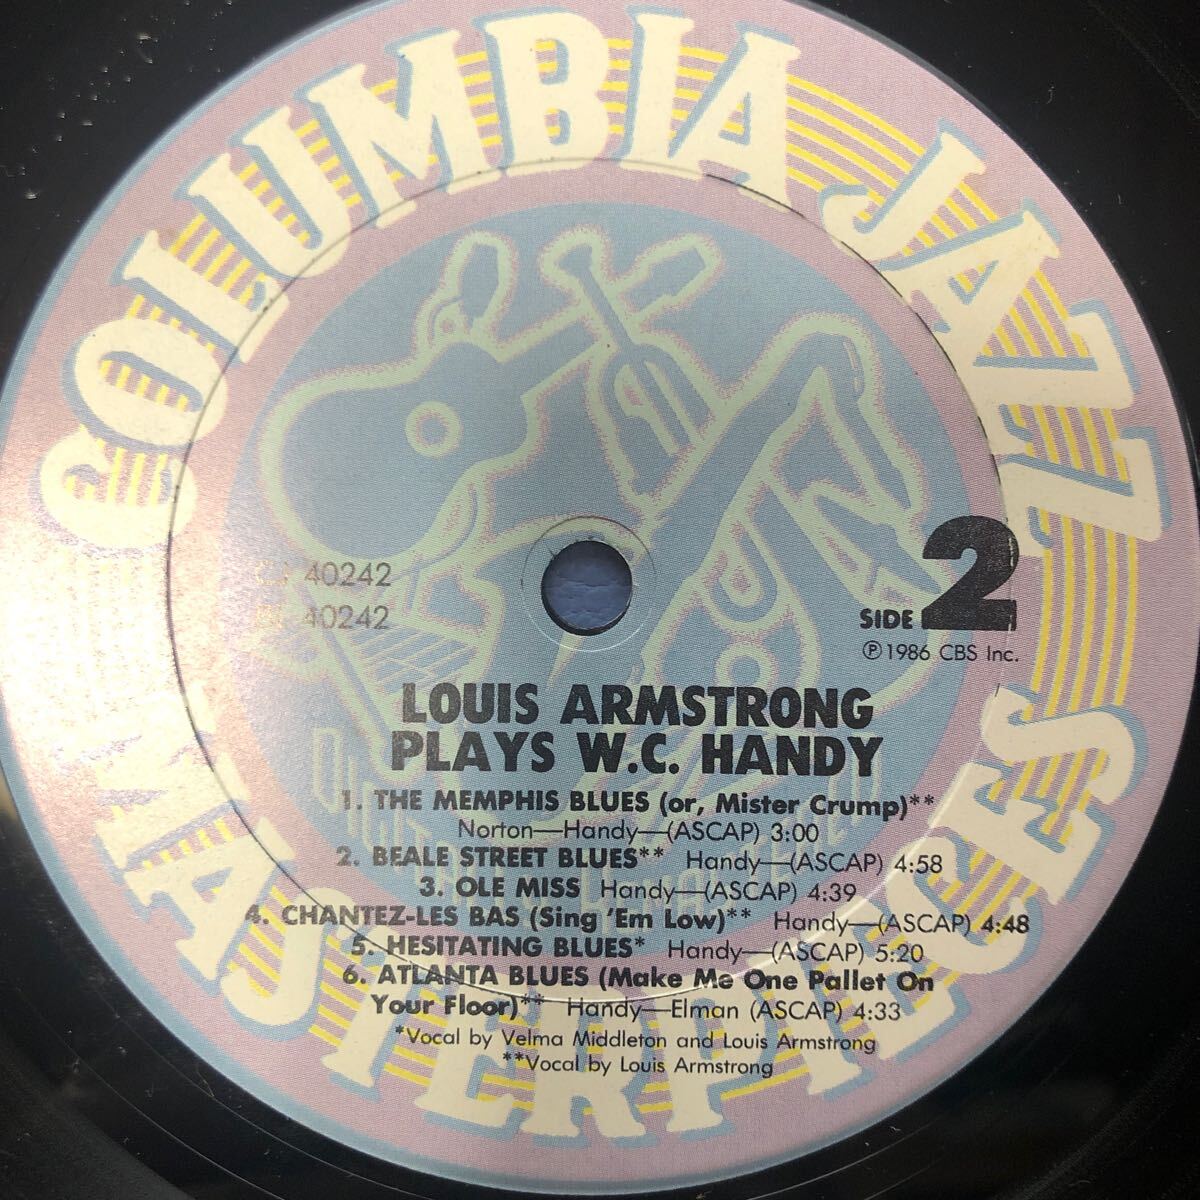 COLUMBIA JAZZ
MASTERPIECES
40242
40242
SIDE 2
Ⓟ1986 CBS Inc.
LOUIS ARMSTRONG
PLAYS W.C. HANDY
1. THE MEMPHIS BLUES (or, Mister Crump)**
Norton—Handy—(ASCAP) 3:00
2. BEALE STREET BLUES** Handy—(ASCAP) 4:58
3. OLE MISS Handy—(ASCAP) 4:39
4. CHANTEZ-LES BAS (Sing 'Em Low)** Handy—(ASCAP) 4:48
5. HESITATING BLUES* Handy—(ASCAP) 5:20
6. ATLANTA BLUES (Make Me One Pallet On
Your Floor)** Handy—Elman (ASCAP) 4:33
*Vocal by Velma Middleton and Louis Armstrong
**Vocal by Louis Armstrong